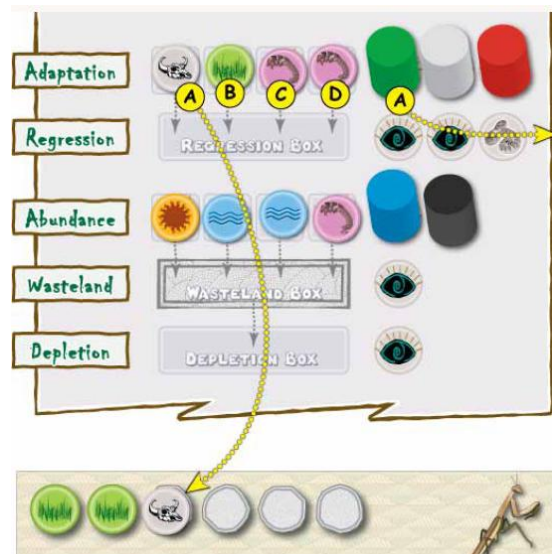 Adaptation
A B C D A
Regression
REGRESSION BOX
Abundance
Wasteland
WASTELAND BOX
Depletion
DEPLETION BOX